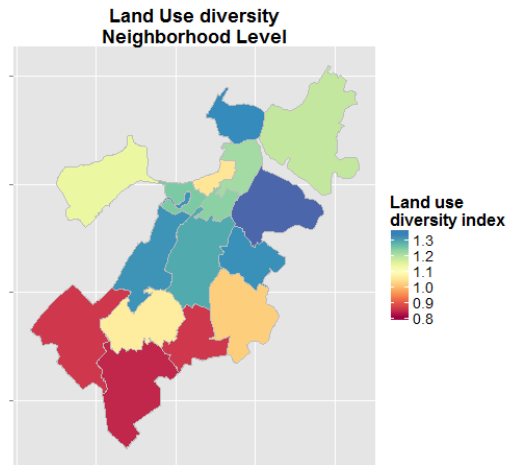 Land Use diversity
Neighborhood Level
Land use
diversity index
1.3
1.2
1.1
1.0
0.9
0.8